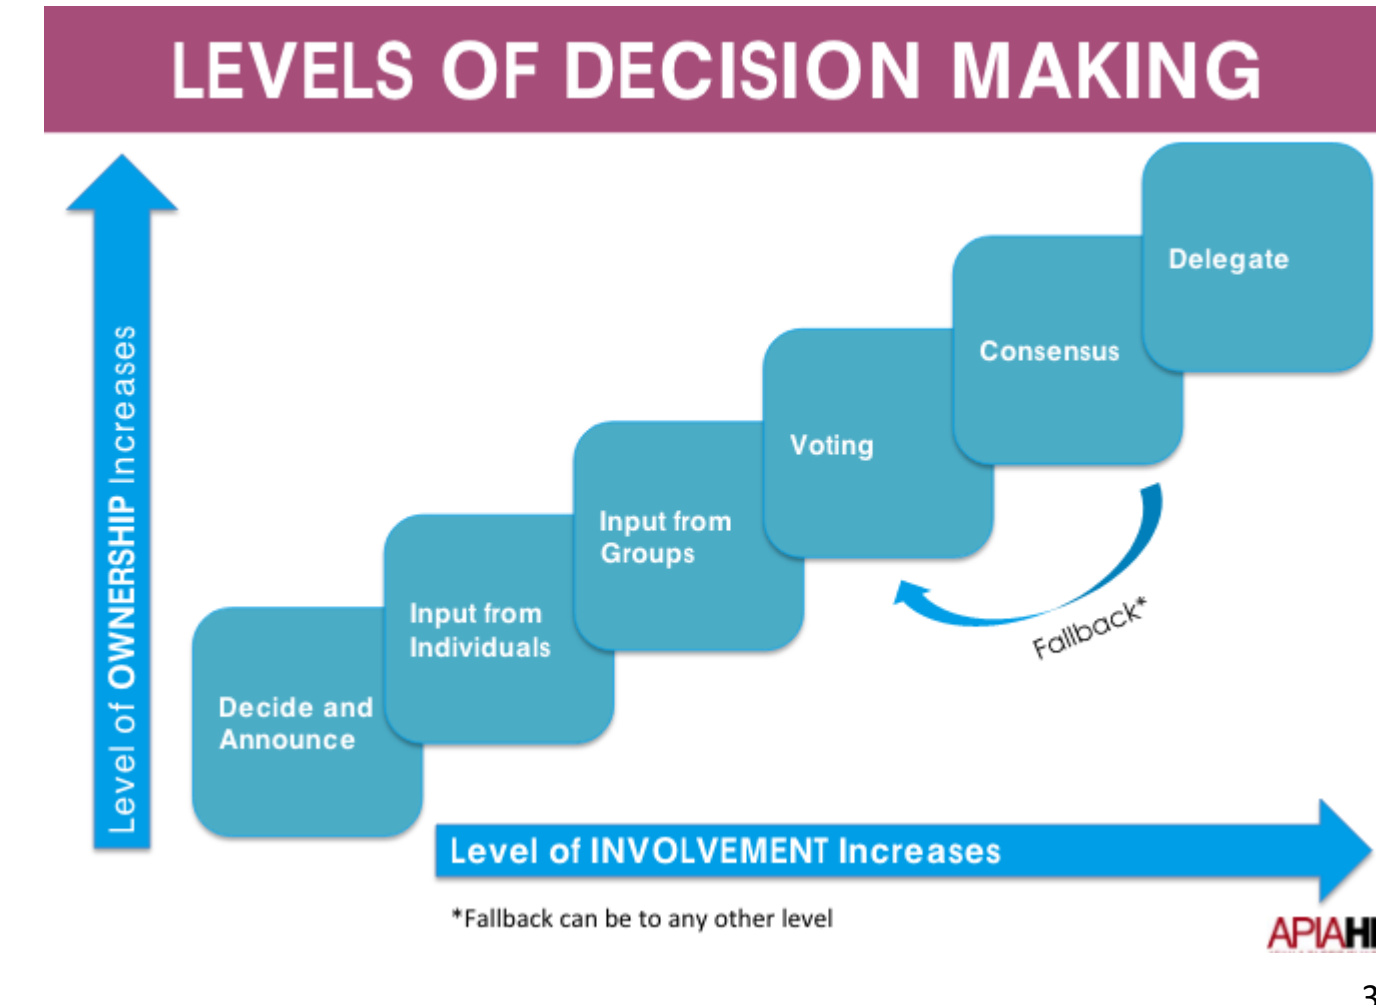 LEVELS OF DECISION MAKING
Delegate
Consensus
Voting
Input from
Groups
Input from
Individuals
Decide and
Announce
Fallback*
Level of OWNERSHIP Increases
Level of INVOLVEMENT Increases
*Fallback can be to any other level
3